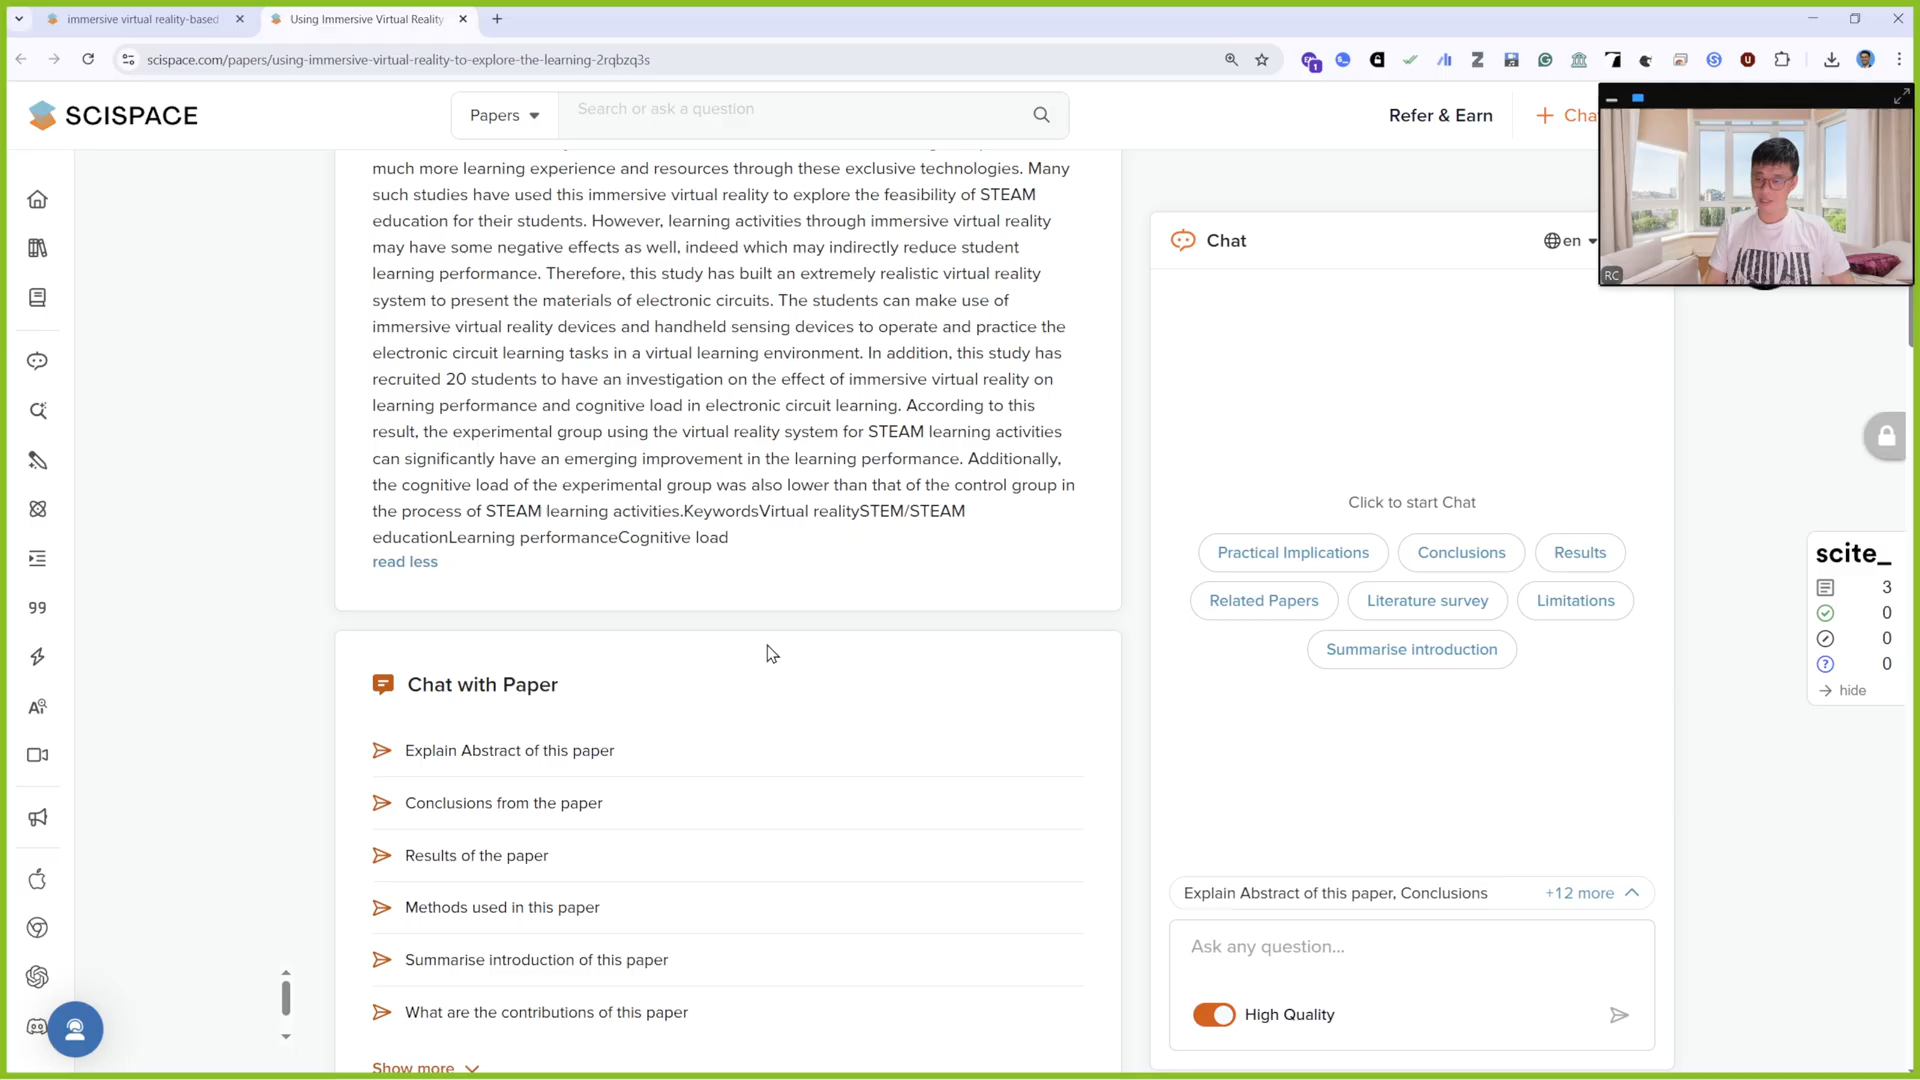 immersive virtual reality-based
Using Immersive Virtual Reality
scispace.com/papers/using-immersive-virtual-reality-to-explore-the-learning-2rqbzq3s
SCISPACE
Papers
Search or ask a question
Refer & Earn
Cha
much more learning experience and resources through these exclusive technologies. Many
such studies have used this immersive virtual reality to explore the feasibility of STEAM
education for their students. However, learning activities through immersive virtual reality
may have some negative effects as well, indeed which may indirectly reduce student
learning performance. Therefore, this study has built an extremely realistic virtual reality
system to present the materials of electronic circuits. The students can make use of
immersive virtual reality devices and handheld sensing devices to operate and practice the
electronic circuit learning tasks in a virtual learning environment. In addition, this study has
recruited 20 students to have an investigation on the effect of immersive virtual reality on
learning performance and cognitive load in electronic circuit learning. According to this
result, the experimental group using the virtual reality system for STEAM learning activities
can significantly have an emerging improvement in the learning performance. Additionally,
the cognitive load of the experimental group was also lower than that of the control group in
the process of STEAM learning activities.KeywordsVirtual realitySTEM/STEAM
educationLearning performanceCognitive load
read less
Chat with Paper
Explain Abstract of this paper
Conclusions from the paper
Results of the paper
Methods used in this paper
Summarise introduction of this paper
What are the contributions of this paper
Show more
Chat
en
Click to start Chat
Practical Implications
Conclusions
Results
Related Papers
Literature survey
Limitations
Summarise introduction
Explain Abstract of this paper, Conclusions
+12 more
Ask any question...
High Quality
RC
scite_
3
0
0
0
hide